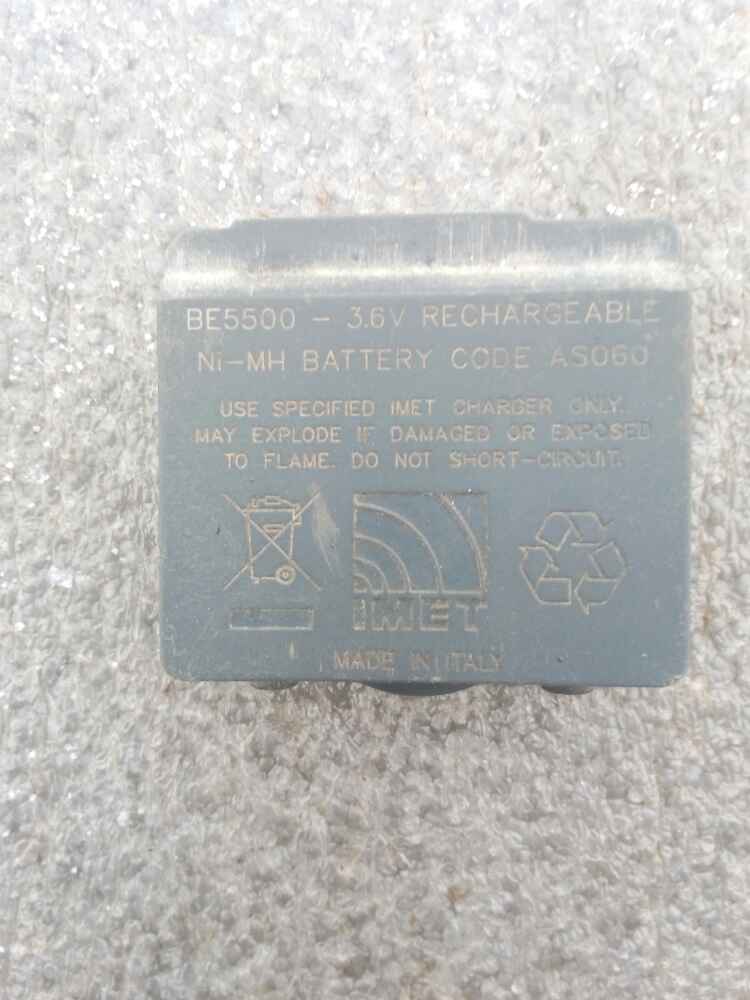 BE5500 - 3.6V RECHARGEABLE
Ni-MH BATTERY CODE AS060
USE SPECIFIED IMET CHARGER ONLY.
MAY EXPLODE IF DAMAGED OR EXPOSED
TO FLAME. DO NOT SHORT-CIRCUIT.
IMET
MADE IN ITALY